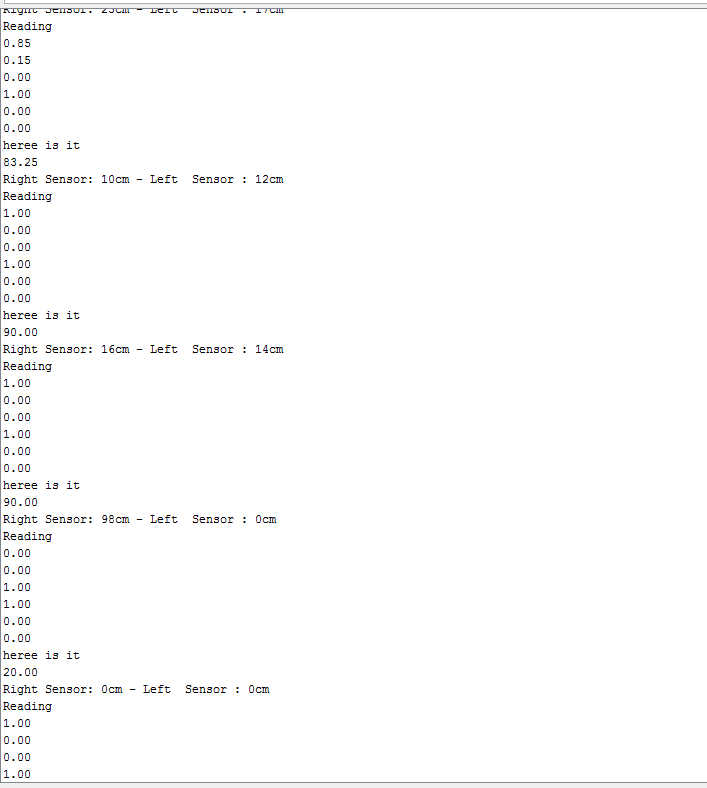 Right Sensor: 23cm - Left  Sensor : 17cm
Reading
0.85
0.15
0.00
1.00
0.00
0.00
heree is it
83.25
Right Sensor: 10cm - Left  Sensor : 12cm
Reading
1.00
0.00
0.00
1.00
0.00
0.00
heree is it
90.00
Right Sensor: 16cm - Left  Sensor : 14cm
Reading
1.00
0.00
0.00
1.00
0.00
0.00
heree is it
90.00
Right Sensor: 98cm - Left  Sensor : 0cm
Reading
0.00
0.00
1.00
1.00
0.00
0.00
heree is it
20.00
Right Sensor: 0cm - Left  Sensor : 0cm
Reading
1.00
0.00
0.00
1.00